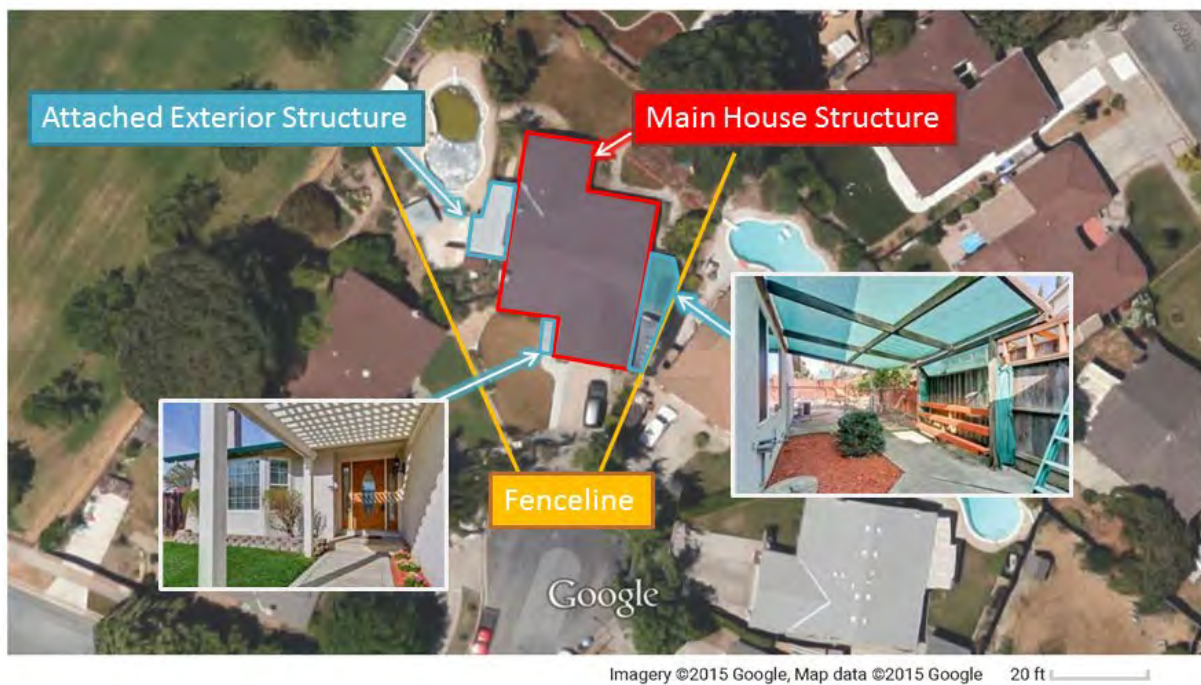 Attached Exterior Structure
Main House Structure
Fenceline
Google
Imagery ©2015 Google, Map data ©2015 Google 20 ft